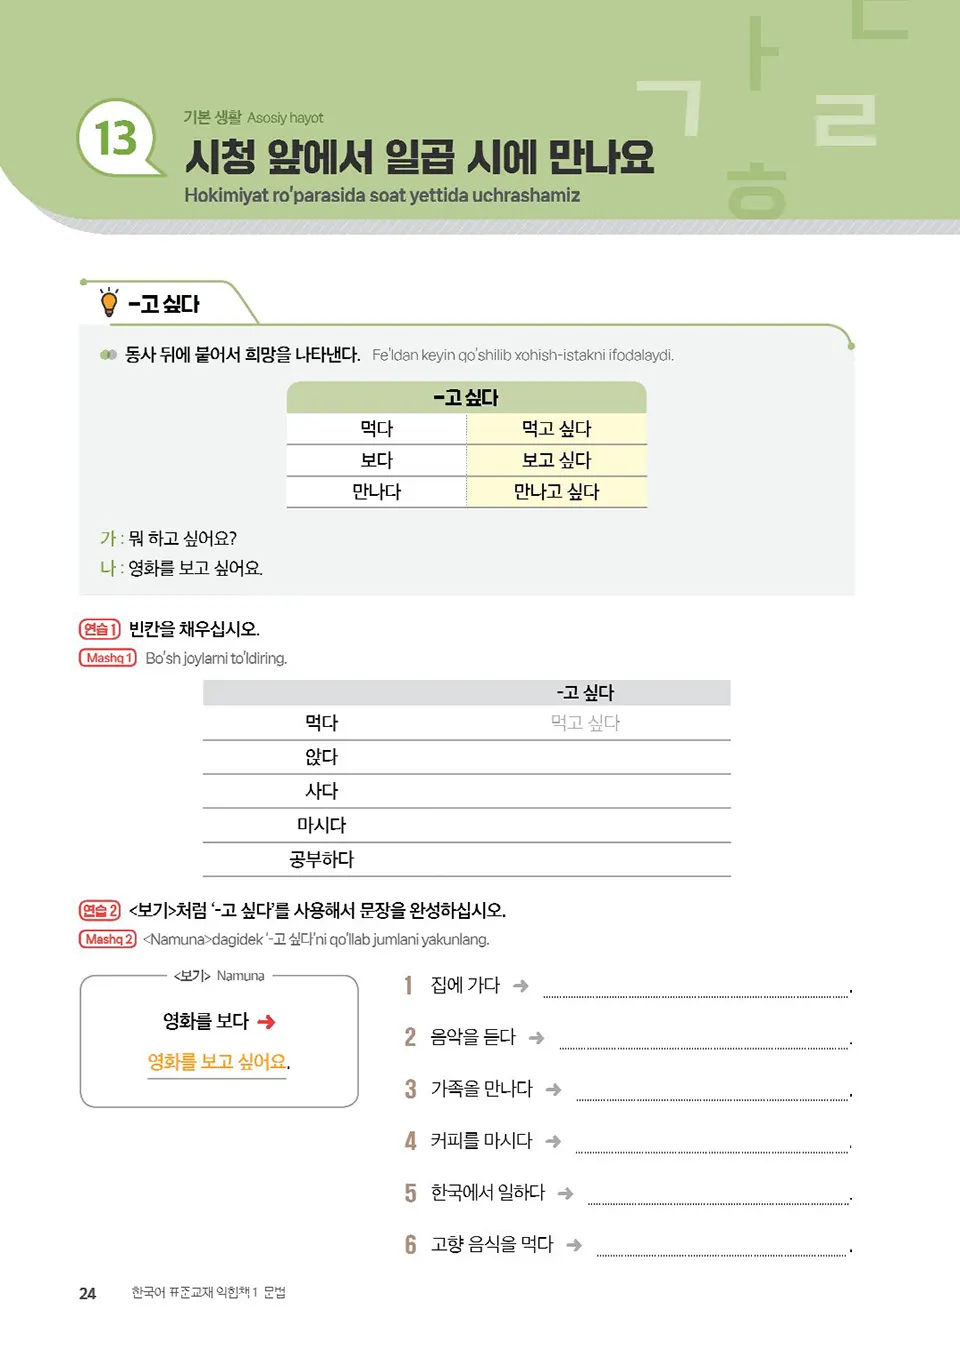 13
기본 생활 Asosiy hayot
시청 앞에서 일곱 시에 만나요
Hokimiyat ro'parasida soat yettida uchrashamiz
ㄱ ㅏ ㄹ ㄷ ㅎ
-고 싶다
동사 뒤에 붙어서 희망을 나타낸다. Fe'ldan keyin qo'shilib xohish-istakni ifodalaydi.
-고 싶다
먹다 먹고 싶다
보다 보고 싶다
만나다 만나고 싶다
가 : 뭐 하고 싶어요?
나 : 영화를 보고 싶어요.
연습 1 빈칸을 채우십시오.
Mashq 1 Bo'sh joylarni to'ldiring.
-고 싶다
먹다 먹고 싶다
앉다
사다
마시다
공부하다
연습 2 <보기>처럼 '-고 싶다'를 사용해서 문장을 완성하십시오.
Mashq 2 <Namuna>dagidek '-고 싶다'ni qo'llab jumlani yakunlang.
<보기> Namuna
영화를 보다 ➜
영화를 보고 싶어요.
1 집에 가다 ➜ .
2 음악을 듣다 ➜ .
3 가족을 만나다 ➜ .
4 커피를 마시다 ➜ .
5 한국에서 일하다 ➜ .
6 고향 음식을 먹다 ➜ .
24 한국어 표준교재 익힘책 1 문법